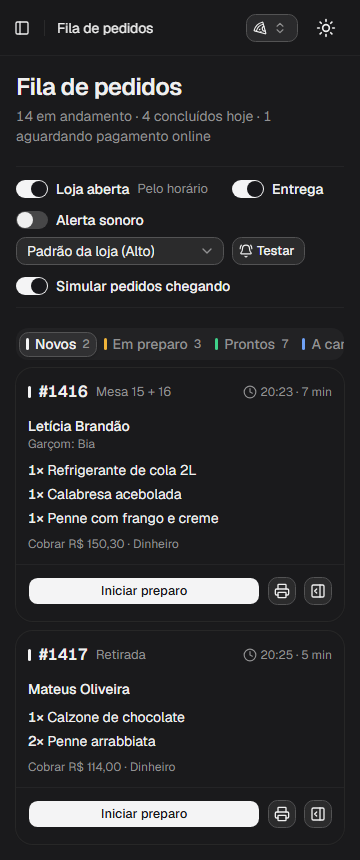 Fila de pedidos
Fila de pedidos
14 em andamento · 4 concluídos hoje · 1
aguardando pagamento online
Loja aberta Pelo horário Entrega
Alerta sonoro
Padrão da loja (Alto) Testar
Simular pedidos chegando
Novos 2 Em preparo 3 Prontos 7 A car
#1416 Mesa 15 + 16 20:23 · 7 min
Letícia Brandão
Garçom: Bia
1× Refrigerante de cola 2L
1× Calabresa acebolada
1× Penne com frango e creme
Cobrar R$ 150,30 · Dinheiro
Iniciar preparo
#1417 Retirada 20:25 · 5 min
Mateus Oliveira
1× Calzone de chocolate
2× Penne arrabbiata
Cobrar R$ 114,00 · Dinheiro
Iniciar preparo